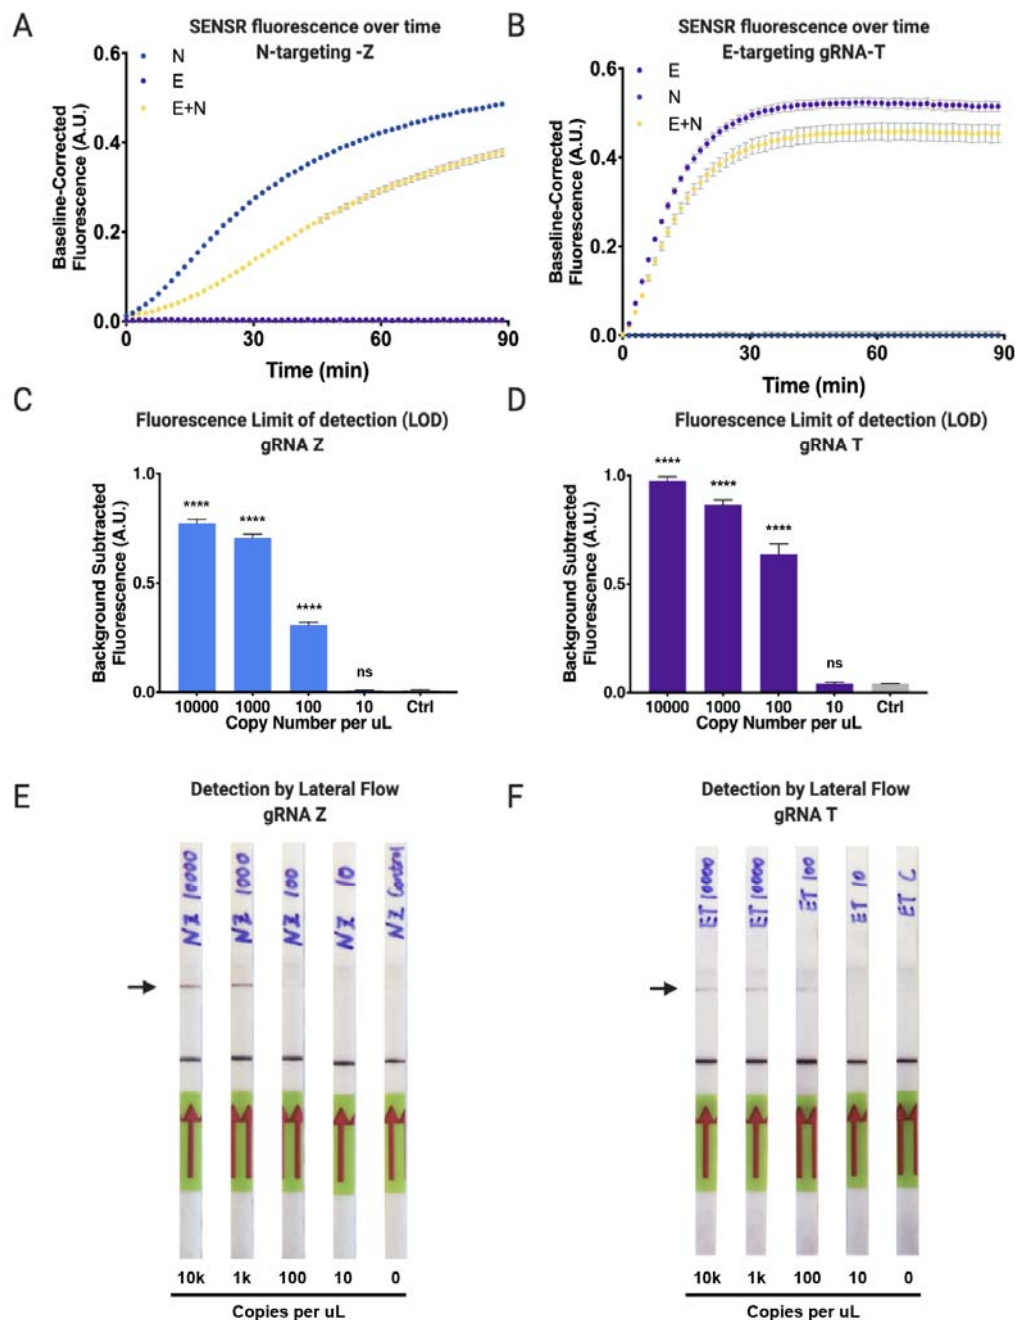 A
SENSR fluorescence over time
N-targeting -Z
N
E
E+N
Baseline-Corrected
Fluorescence (A.U.)
0.6
0.4
0.2
0.0
0 30 60 90
Time (min)
B
SENSR fluorescence over time
E-targeting gRNA-T
E
N
E+N
Baseline-Corrected
Fluorescence (A.U.)
0.6
0.4
0.2
0.0
0 30 60 90
Time (min)
C
Fluorescence Limit of detection (LOD)
gRNA Z
Background Subtracted
Fluorescence (A.U.)
1.0
0.5
0.0
**** **** **** ns
10000 1000 100 10 Ctrl
Copy Number per uL
D
Fluorescence Limit of detection (LOD)
gRNA T
Background Subtracted
Fluorescence (A.U.)
1.0
0.5
0.0
**** **** **** ns
10000 1000 100 10 Ctrl
Copy Number per uL
E
Detection by Lateral Flow
gRNA Z
NZ 10000
NZ 1000
NZ 100
NZ 10
NZ Control
10k 1k 100 10 0
Copies per uL
F
Detection by Lateral Flow
gRNA T
ET 10000
ET 10000
ET 100
ET 10
ET C
10k 1k 100 10 0
Copies per uL